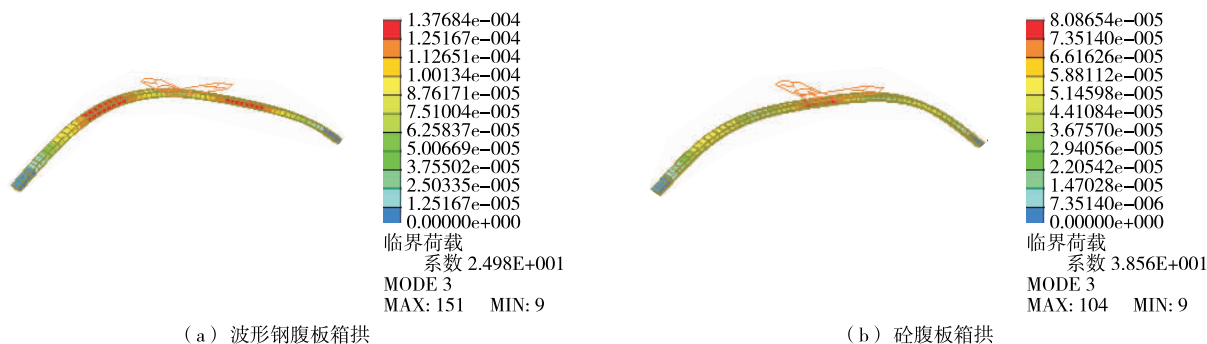 1.37684e-004
1.25167e-004
1.12651e-004
1.00134e-004
8.76171e-005
7.51004e-005
6.25837e-005
5.00669e-005
3.75502e-005
2.50335e-005
1.25167e-005
0.00000e+000
临界荷载
系数 2.498E+001
MODE 3
MAX: 151 MIN: 9
(a) 波形钢腹板箱拱
8.08654e-005
7.35140e-005
6.61626e-005
5.88112e-005
5.14598e-005
4.41084e-005
3.67570e-005
2.94056e-005
2.20542e-005
1.47028e-005
7.35140e-006
0.00000e+000
临界荷载
系数 3.856E+001
MODE 3
MAX: 104 MIN: 9
(b) 砼腹板箱拱